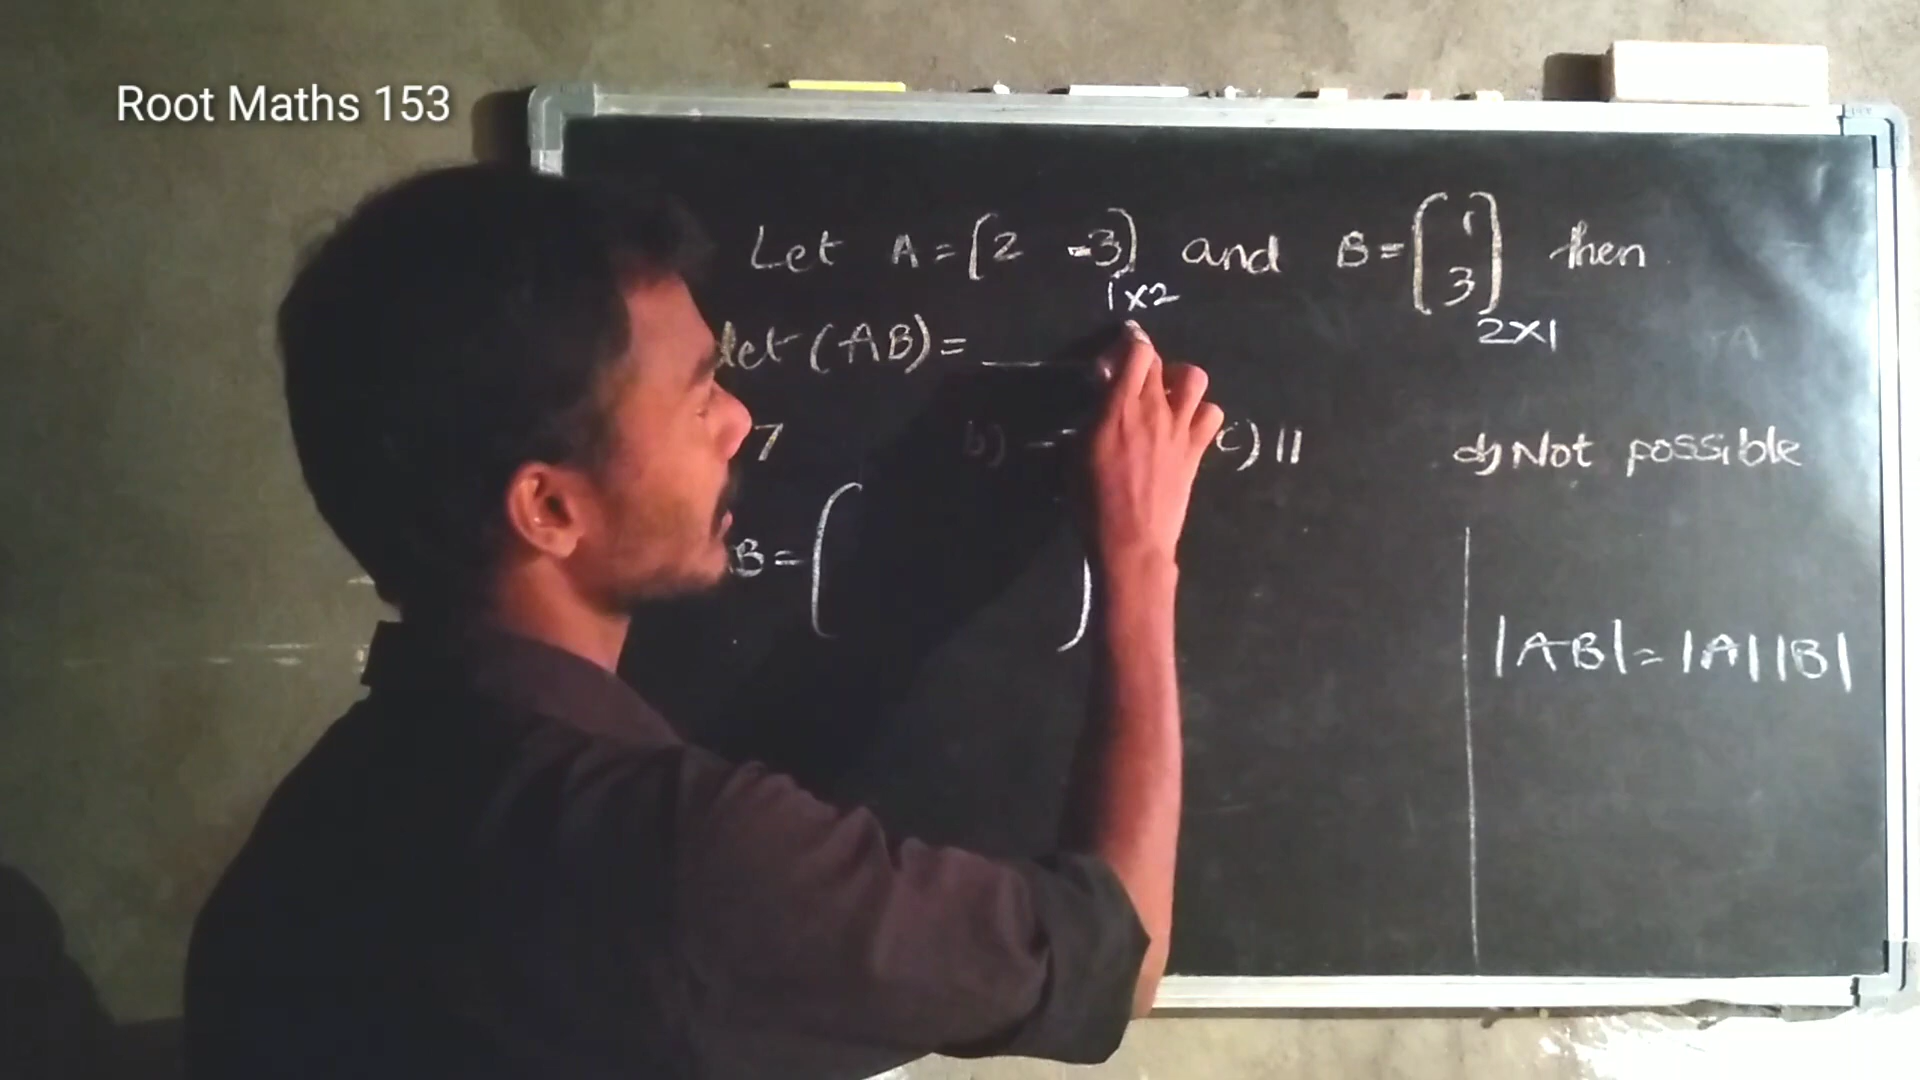 Root Maths 153
Let A = [2 -3] and B = [1 3] then
1x2
2x1
det (AB) = ____
7 b) - c) 11 d) Not possible
B = ( )
|AB| = |A| |B|